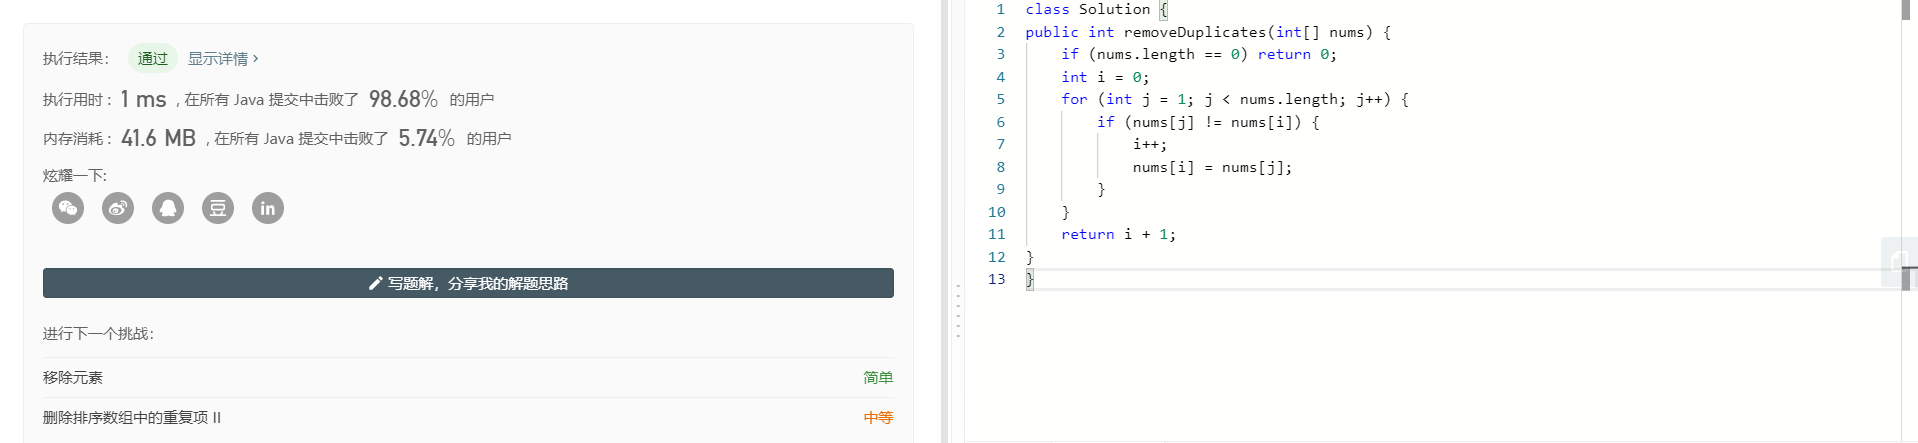 执行结果： 通过 显示详情 >
执行用时：1 ms , 在所有 Java 提交中击败了 98.68% 的用户
内存消耗：41.6 MB , 在所有 Java 提交中击败了 5.74% 的用户
炫耀一下:
豆 in
写题解，分享我的解题思路
进行下一个挑战：
移除元素 简单
删除排序数组中的重复项 II 中等
1 class Solution {
2 public int removeDuplicates(int[] nums) {
3     if (nums.length == 0) return 0;
4     int i = 0;
5     for (int j = 1; j < nums.length; j++) {
6         if (nums[j] != nums[i]) {
7             i++;
8             nums[i] = nums[j];
9         }
10     }
11     return i + 1;
12 }
13 }